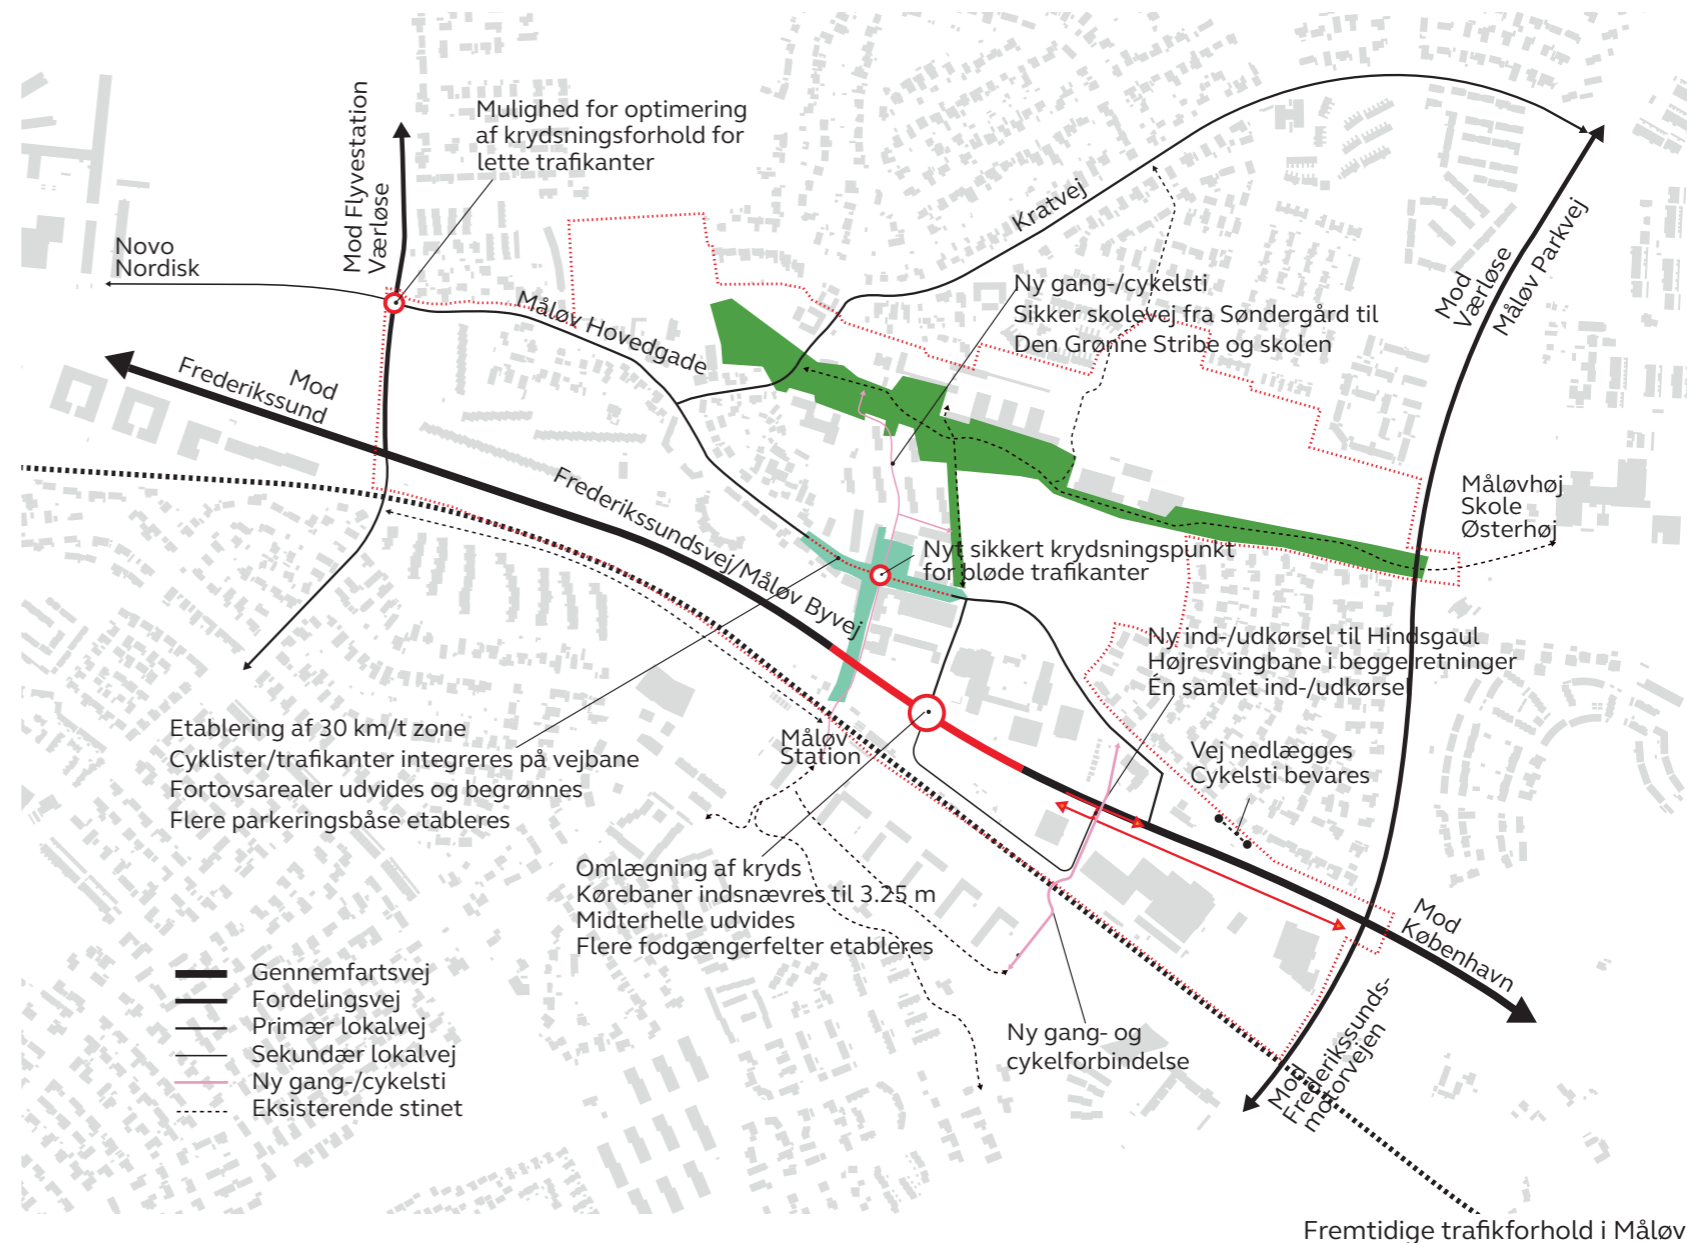 Mulighed for optimering
af krydsningsforhold for
lette trafikanter
Mod Flyvestation
Værløse
Novo
Nordisk
Måløv Hovedgade
Kratvej
Mod
Værløse
Måløv Parkvej
Ny gang-/cykelsti
Sikker skolevej fra Søndergård til
Den Grønne Stribe og skolen
Mod
Frederikssund
Frederikssundsvej/Måløv Byvej
Måløvhøj
Skole
Østerhøj
Nyt sikkert krydsningspunkt
for bløde trafikanter
Ny ind-/udkørsel til Hindsgaul
Højresvingbane i begge retninger
Én samlet ind-/udkørsel
Etablering af 30 km/t zone
Cyklister/trafikanter integreres på vejbane
Fortovsarealer udvides og begrønnes
Flere parkeringsbåse etableres
Måløv
Station
Vej nedlægges
Cykelsti bevares
Omlægning af kryds
Kørebaner indsnævres til 3.25 m
Midterhelle udvides
Flere fodgængerfelter etableres
Mod
København
Ny gang- og
cykelforbindelse
Mod
Frederikssunds-
motorvejen
Gennemfartsvej
Fordelingsvej
Primær lokalvej
Sekundær lokalvej
Ny gang-/cykelsti
Eksisterende stinet
Fremtidige trafikforhold i Måløv